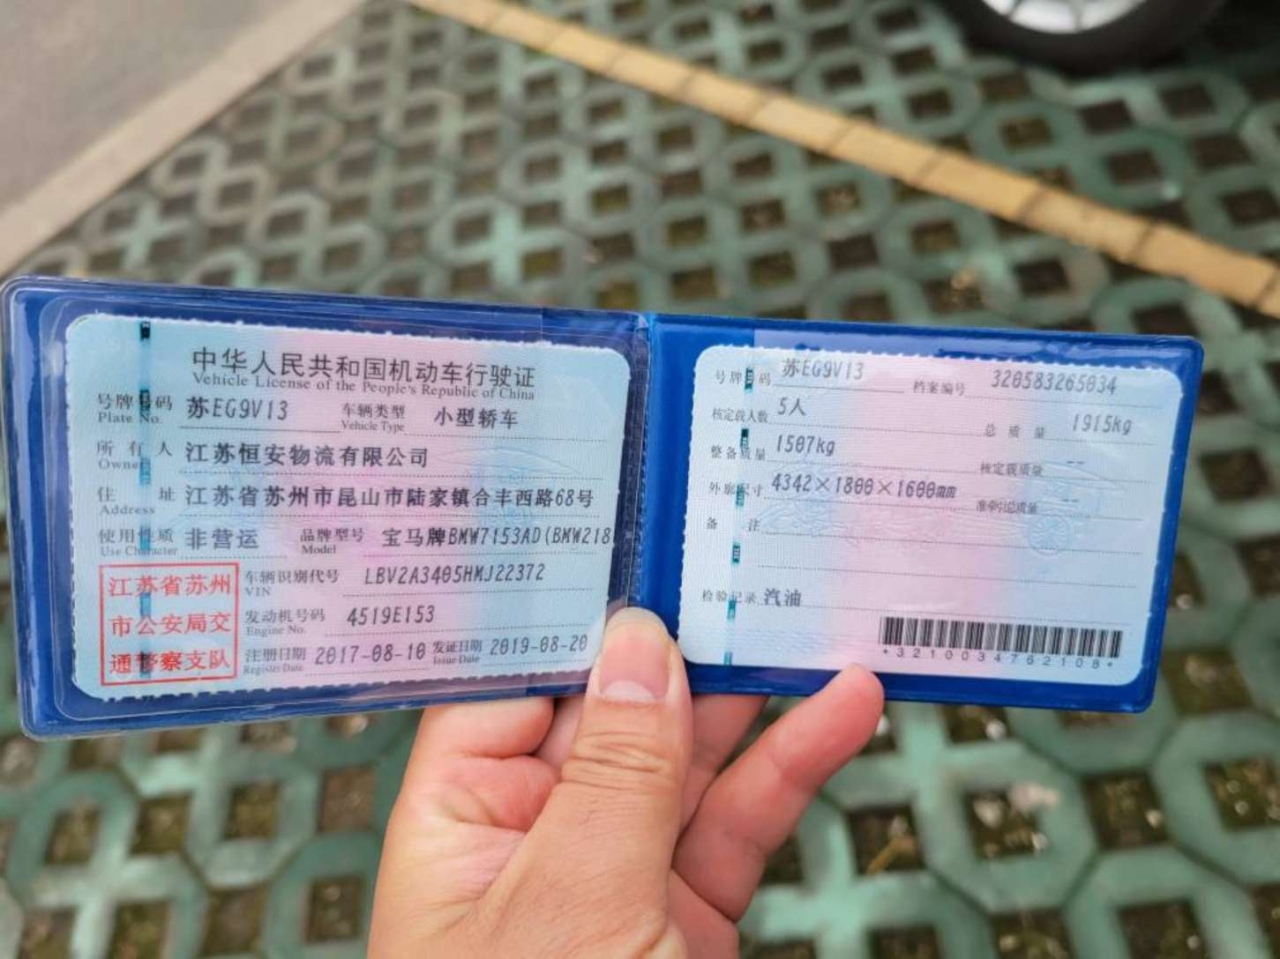 中华人民共和国机动车行驶证
Vehicle License of the People's Republic of China
号牌号码 苏EG9V13 车辆类型 小型轿车
Plate No. Vehicle Type
所有人 江苏恒安物流有限公司
Owner
住址 江苏省苏州市昆山市陆家镇合丰西路68号
Address
使用性质 非营运 品牌型号 宝马牌BMW7153AD(BMW218
Use Character Model
江苏省苏州
市公安局交
通警察支队
车辆识别代号 LBV2A3405HMJ22372
VIN
发动机号码 4519E153
Engine No.
注册日期 2017-08-10 发证日期 2019-08-20
Register Date Issue Date
号牌号码 苏EG9V13 档案编号 320583265034
核定载人数 5人 总质量 1915kg
整备质量 1507kg 核定载质量 --
外廓尺寸 4342×1800×1600mm 准牵引总质量
备注
检验记录 汽油
*3210034762108*